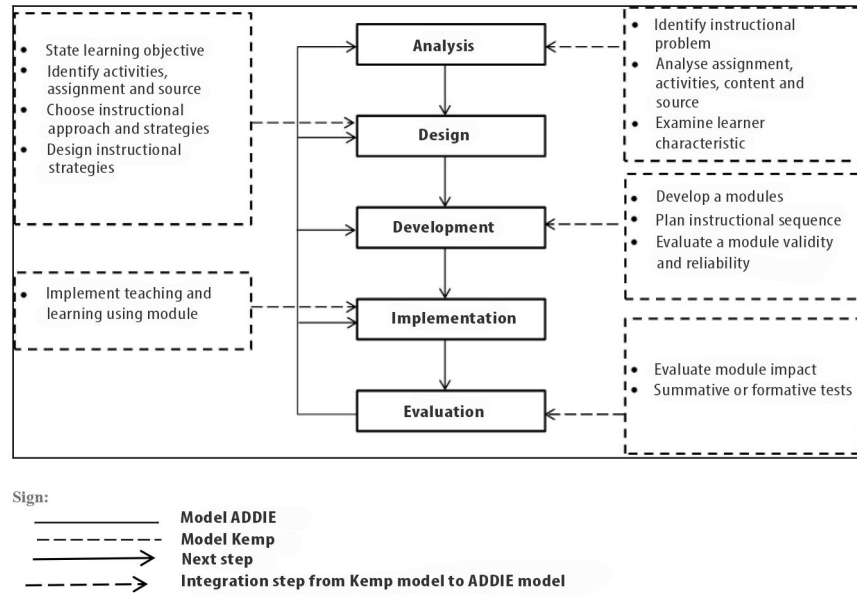 • State learning objective
• Identify activities,
assignment and source
• Choose instructional
approach and strategies
• Design instructional
strategies
• Implement teaching and
learning using module
Analysis
Design
Development
Implementation
Evaluation
• Identify instructional
problem
• Analyse assignment,
activities, content and
source
• Examine learner
characteristic
• Develop a modules
• Plan instructional sequence
• Evaluate a module validity
and reliability
• Evaluate module impact
• Summative or formative tests
Sign:
Model ADDIE
Model Kemp
Next step
Integration step from Kemp model to ADDIE model